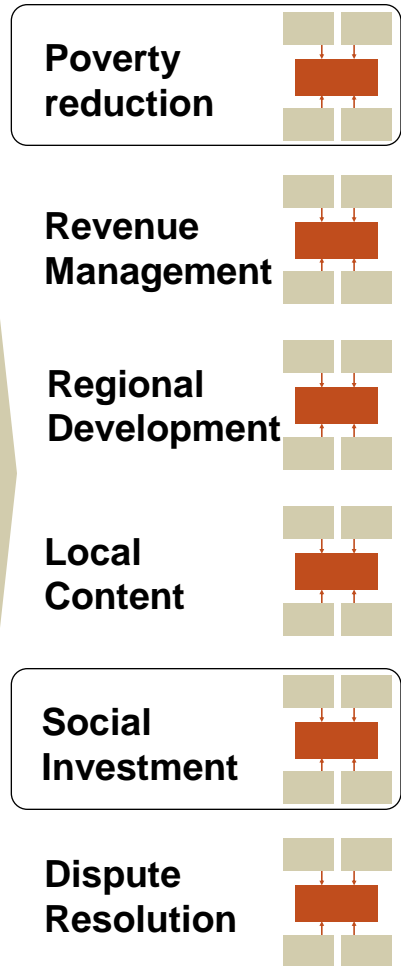 Poverty
reduction
Revenue
Management
Regional
Development
Local
Content
Social
Investment
Dispute
Resolution